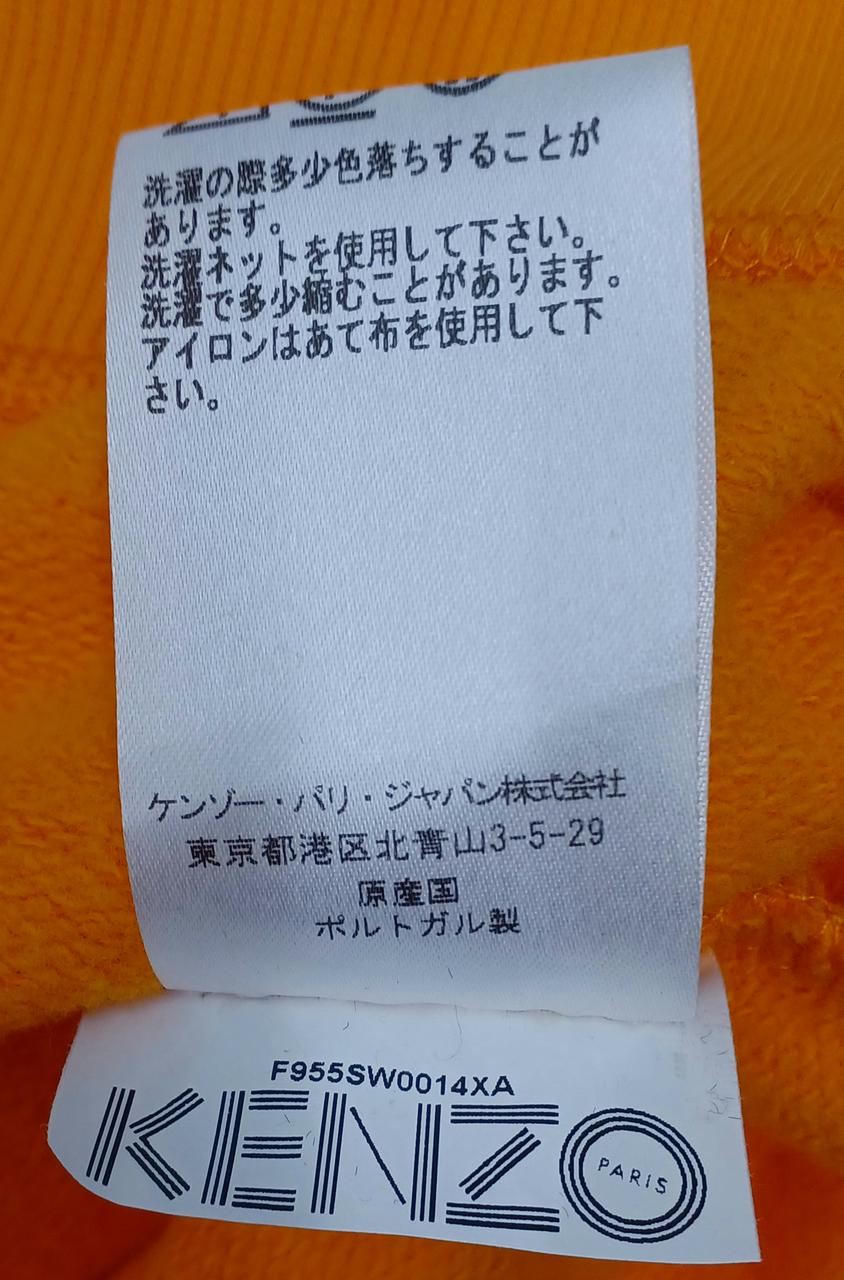 洗濯の際多少色落ちすることが
あります。
洗濯ネットを使用して下さい。
洗濯で多少縮むことがあります。
アイロンはあて布を使用して下
さい。
ケンゾー・パリ・ジャパン株式会社
東京都港区北青山3-5-29
原産国
ポルトガル製
F955SW0014XA
KENZO
PARIS